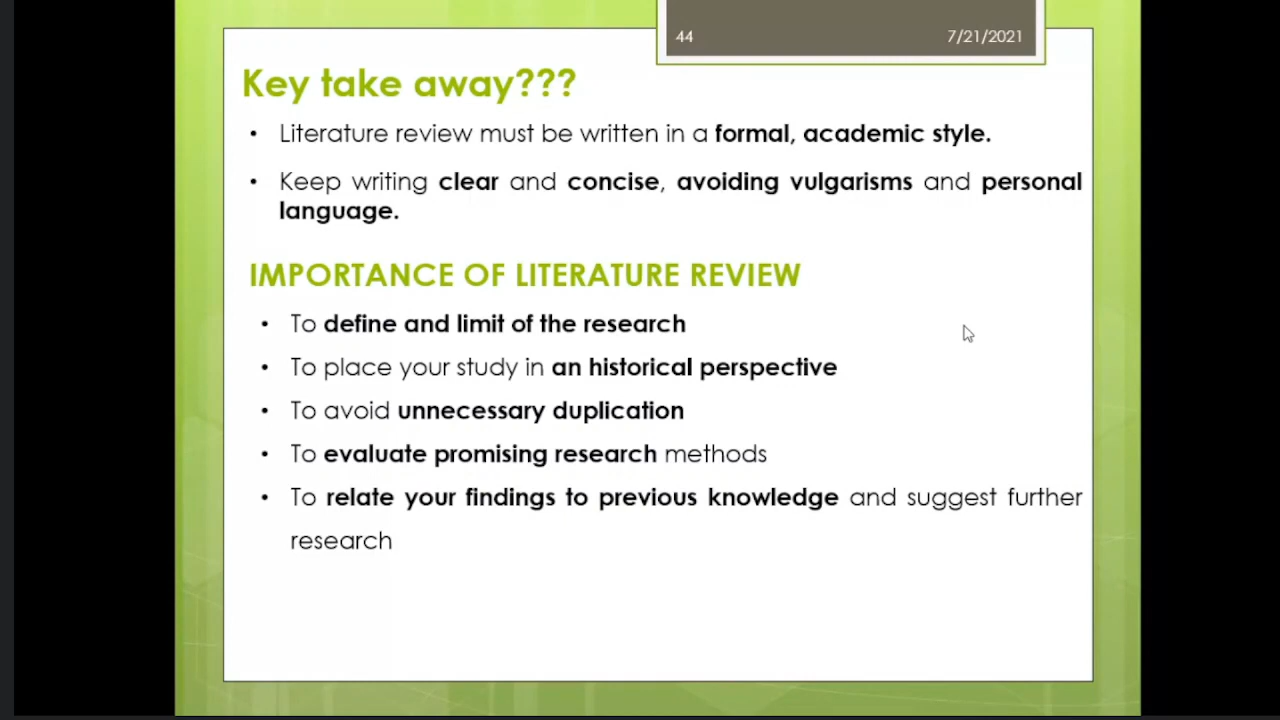 44 7/21/2021
Key take away???
• Literature review must be written in a formal, academic style.
• Keep writing clear and concise, avoiding vulgarisms and personal
language.
IMPORTANCE OF LITERATURE REVIEW
• To define and limit of the research
• To place your study in an historical perspective
• To avoid unnecessary duplication
• To evaluate promising research methods
• To relate your findings to previous knowledge and suggest further
research